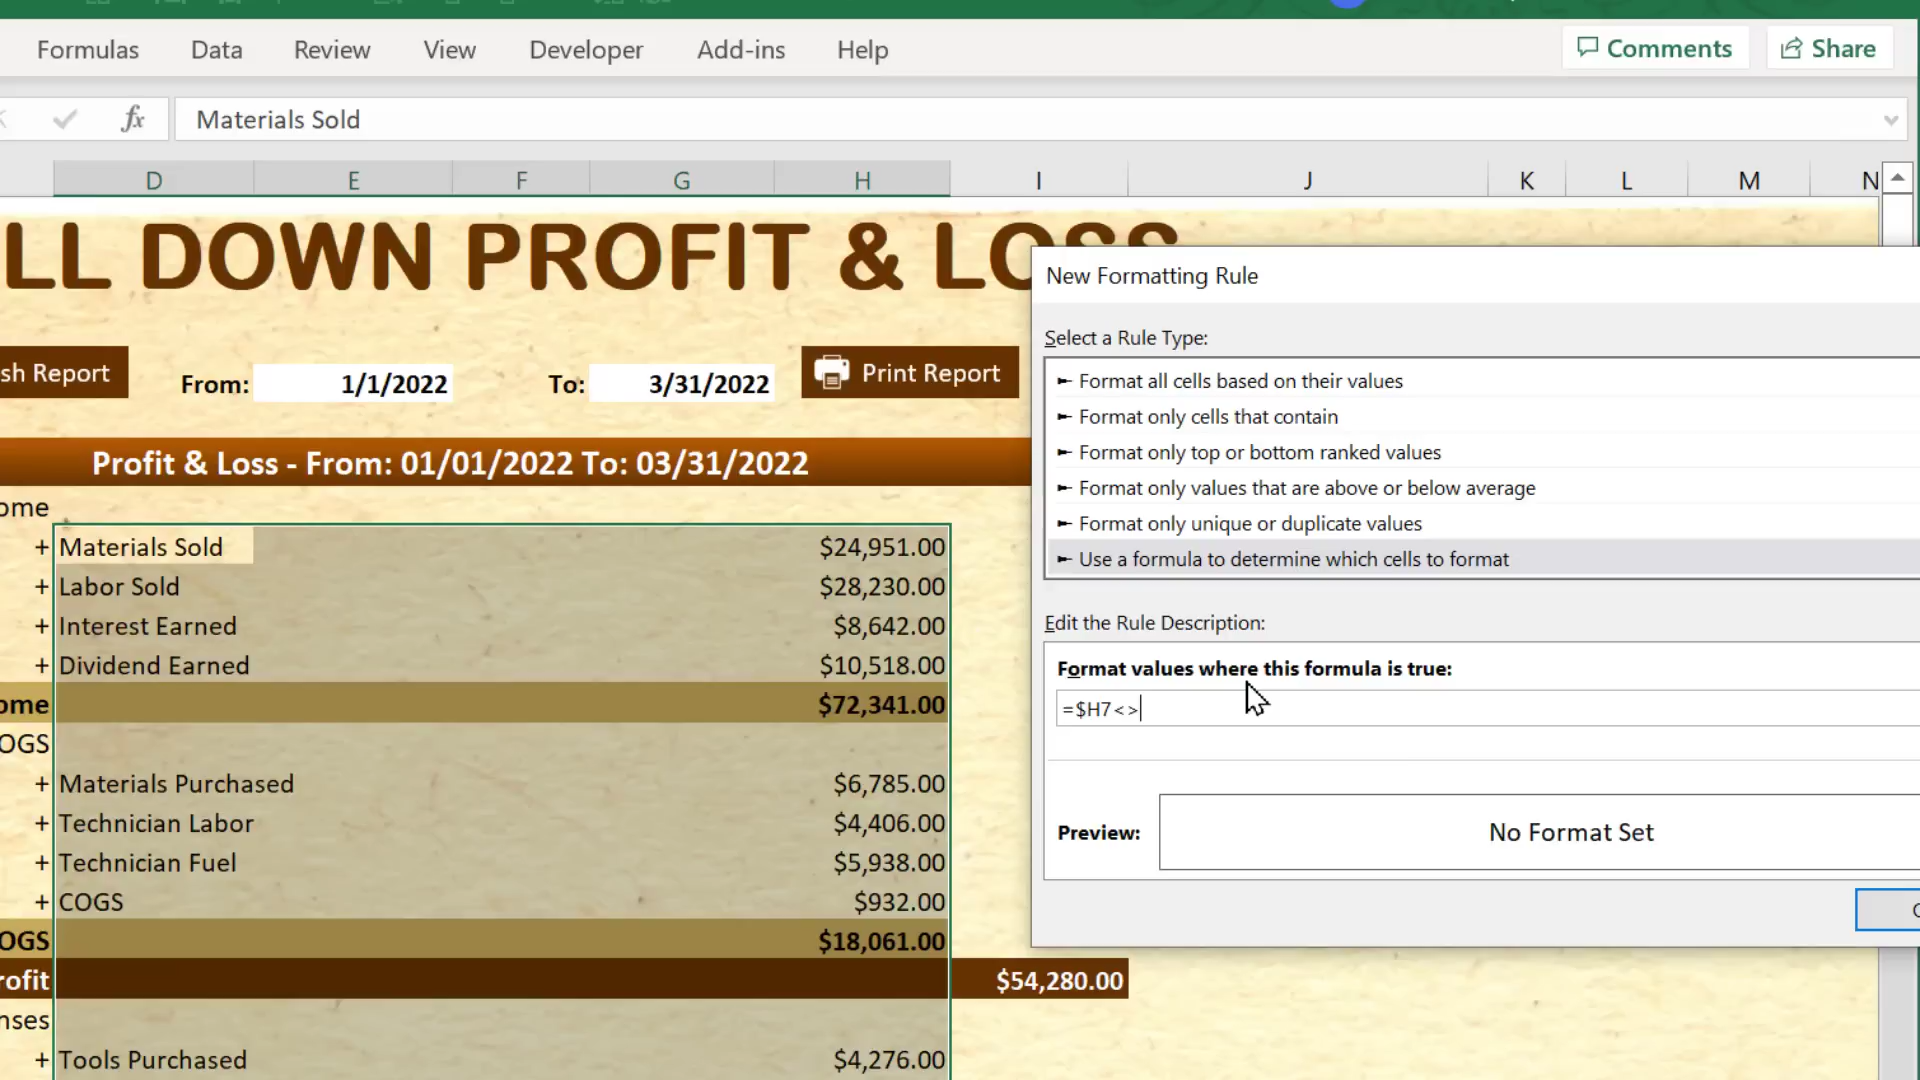 Formulas Data Review View Developer Add-ins Help Comments Share
fx Materials Sold
D E F G H I J K L M N
LL DOWN PROFIT & LOSS
New Formatting Rule
Select a Rule Type:
► Format all cells based on their values
► Format only cells that contain
► Format only top or bottom ranked values
► Format only values that are above or below average
► Format only unique or duplicate values
► Use a formula to determine which cells to format
Edit the Rule Description:
Format values where this formula is true:
=$H7<>
Preview: No Format Set
sh Report From: 1/1/2022 To: 3/31/2022 Print Report
Profit & Loss - From: 01/01/2022 To: 03/31/2022
ome
+ Materials Sold $24,951.00
+ Labor Sold $28,230.00
+ Interest Earned $8,642.00
+ Dividend Earned $10,518.00
ome $72,341.00
OGS
+ Materials Purchased $6,785.00
+ Technician Labor $4,406.00
+ Technician Fuel $5,938.00
+ COGS $932.00
OGS $18,061.00
rofit $54,280.00
nses
+ Tools Purchased $4,276.00